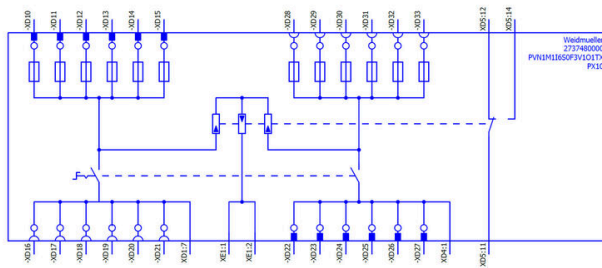 -XD10
-XD11
-XD12
-XD13
-XD14
-XD15
-XD28
-XD29
-XD30
-XD31
-XD32
-XD33
XD5:12
XD5:14
Weidmueller
2737480000
PVN1M1I6S0F3V1O1TX
PX10
-XD16
-XD17
-XD18
-XD19
-XD20
-XD21
XD1:7
XE1:1
XE1:2
-XD22
-XD23
-XD24
-XD25
-XD26
-XD27
XD4:1
XD5:11